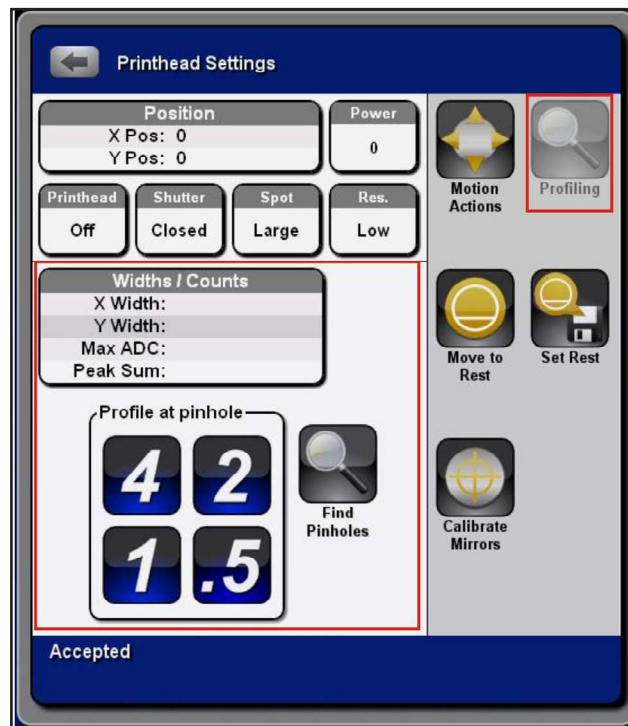 Printhead Settings
Position
X Pos: 0
Y Pos: 0
Power
0
Printhead
Off
Shutter
Closed
Spot
Large
Res.
Low
Widths / Counts
X Width:
Y Width:
Max ADC:
Peak Sum:
Profile at pinhole
4 2
1 .5
Find
Pinholes
Motion
Actions
Profiling
Move to
Rest
Set Rest
Calibrate
Mirrors
Accepted